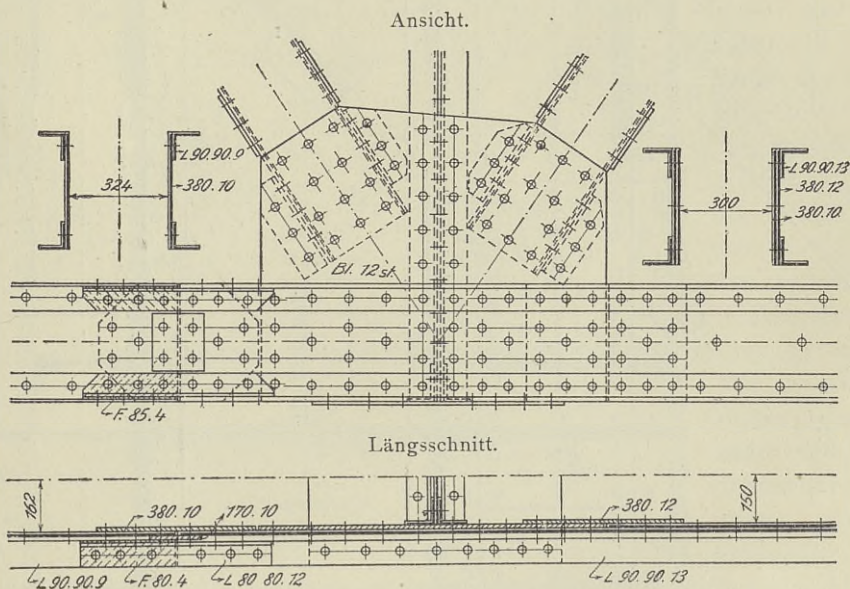 Ansicht.
L 90.90.9
324
380.10
L 90.90.13
380.12
300
380.10
Bl. 12 st.
F. 85.4
Längsschnitt.
162
380.10
170.10
380.12
150
L 90.90.9
F. 80.4
L 80 80.12
L 90.90.13